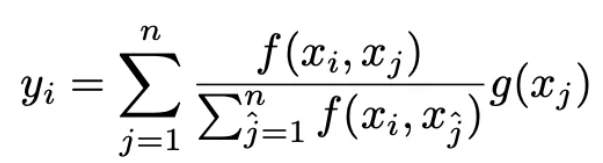 y_i = \sum_{j=1}^{n} \frac{f(x_i, x_j)}{\sum_{\hat{j}=1}^{n} f(x_i, x_{\hat{j}})} g(x_j)